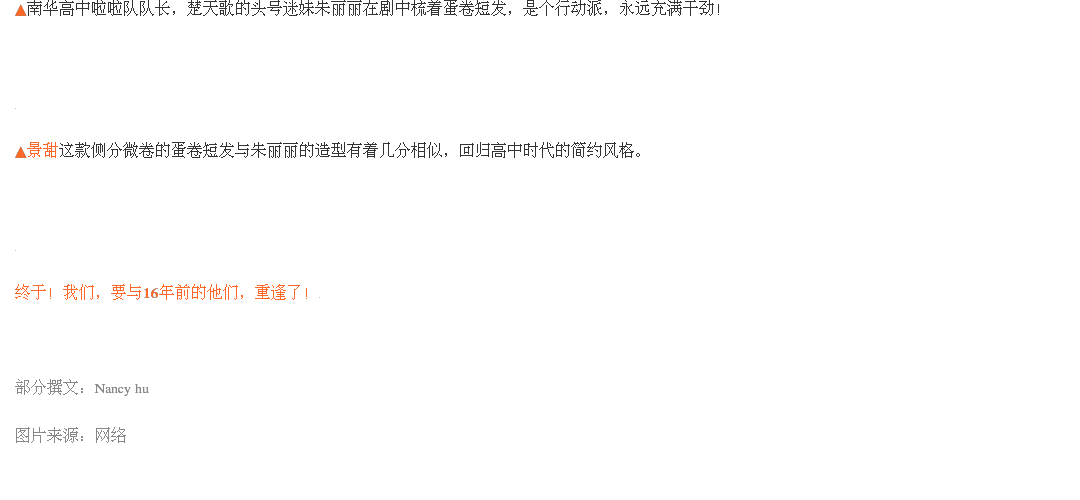 ▲南华高中啦啦队队长，楚天歌的头号迷妹朱丽丽在剧中梳着蛋卷短发，是个行动派，永远充满干劲！
▲景甜这款侧分微卷的蛋卷短发与朱丽丽的造型有着几分相似，回归高中时代的简约风格。
终于！我们，要与16年前的他们，重逢了！
部分撰文：Nancy hu
图片来源：网络